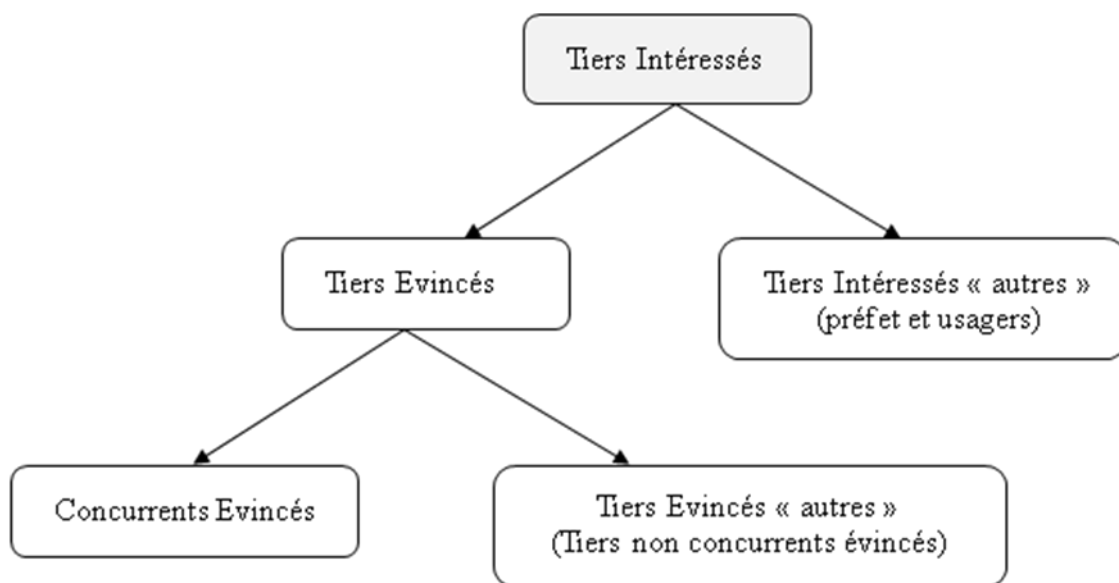 Tiers Intéressés
Tiers Evincés
Tiers Intéressés « autres »
(préfet et usagers)
Concurrents Evincés
Tiers Evincés « autres »
(Tiers non concurrents évincés)